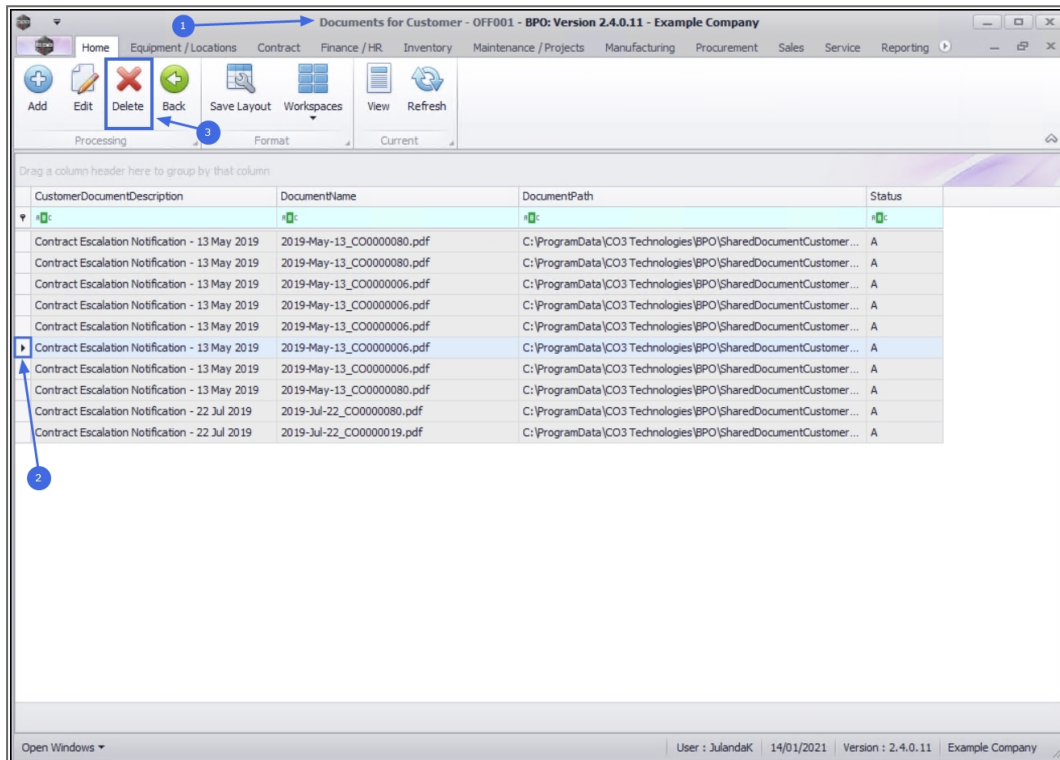 Documents for Customer - OFF001 - BPO: Version 2.4.0.11 - Example Company
1
Home Equipment / Locations Contract Finance / HR Inventory Maintenance / Projects Manufacturing Procurement Sales Service Reporting
Add Edit Delete Back Save Layout Workspaces View Refresh
3
Processing Format Current
Drag a column header here to group by that column
CustomerDocumentDescription DocumentName DocumentPath Status
Contract Escalation Notification - 13 May 2019 2019-May-13_CO0000080.pdf C:\ProgramData\CO3 Technologies\BPO\SharedDocumentCustomer... A
Contract Escalation Notification - 13 May 2019 2019-May-13_CO0000080.pdf C:\ProgramData\CO3 Technologies\BPO\SharedDocumentCustomer... A
Contract Escalation Notification - 13 May 2019 2019-May-13_CO0000006.pdf C:\ProgramData\CO3 Technologies\BPO\SharedDocumentCustomer... A
Contract Escalation Notification - 13 May 2019 2019-May-13_CO0000006.pdf C:\ProgramData\CO3 Technologies\BPO\SharedDocumentCustomer... A
Contract Escalation Notification - 13 May 2019 2019-May-13_CO0000006.pdf C:\ProgramData\CO3 Technologies\BPO\SharedDocumentCustomer... A
Contract Escalation Notification - 13 May 2019 2019-May-13_CO0000006.pdf C:\ProgramData\CO3 Technologies\BPO\SharedDocumentCustomer... A
Contract Escalation Notification - 13 May 2019 2019-May-13_CO0000006.pdf C:\ProgramData\CO3 Technologies\BPO\SharedDocumentCustomer... A
Contract Escalation Notification - 13 May 2019 2019-May-13_CO0000080.pdf C:\ProgramData\CO3 Technologies\BPO\SharedDocumentCustomer... A
Contract Escalation Notification - 22 Jul 2019 2019-Jul-22_CO0000080.pdf C:\ProgramData\CO3 Technologies\BPO\SharedDocumentCustomer... A
Contract Escalation Notification - 22 Jul 2019 2019-Jul-22_CO0000019.pdf C:\ProgramData\CO3 Technologies\BPO\SharedDocumentCustomer... A
2
Open Windows User : JulandaK 14/01/2021 Version : 2.4.0.11 Example Company